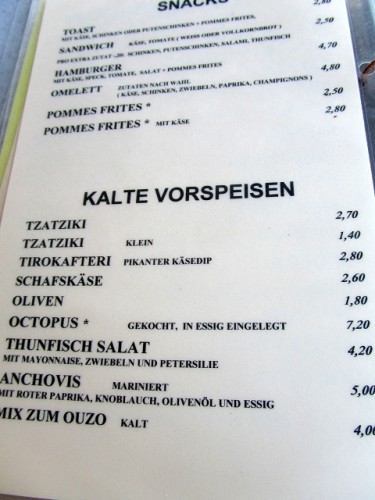 SNACKS
TOAST 2,80
MIT KÄSE, SCHINKEN ODER PUTENSCHINKEN + POMMES FRITES,
SANDWICH KÄSE, TOMATE ( WEISS ODER VOLLKORNBROT ) 2,50
PRO EXTRA ZUTAT -,20- SCHINKEN, PUTENSCHINKEN, SALAMI, THUNFISCH
HAMBURGER 4,70
MIT KÄSE, SPECK, TOMATE, SALAT + POMMES FRITES
OMELETT ZUTATEN NACH WAHL 4,80
( KÄSE, SCHINKEN, ZWIEBELN, PAPRIKA, CHAMPIGNONS )
POMMES FRITES * 2,50
POMMES FRITES * MIT KÄSE 2,80
KALTE VORSPEISEN
TZATZIKI 2,70
TZATZIKI KLEIN 1,40
TIROKAFTERI PIKANTER KÄSEDIP 2,80
SCHAFSKÄSE 2,60
OLIVEN 1,80
OCTOPUS * GEKOCHT, IN ESSIG EINGELEGT 7,20
THUNFISCH SALAT 4,20
MIT MAYONNAISE, ZWIEBELN UND PETERSILIE
ANCHOVIS MARINIERT 5,00
MIT ROTER PAPRIKA, KNOBLAUCH, OLIVENÖL UND ESSIG
MIX ZUM OUZO KALT 4,00